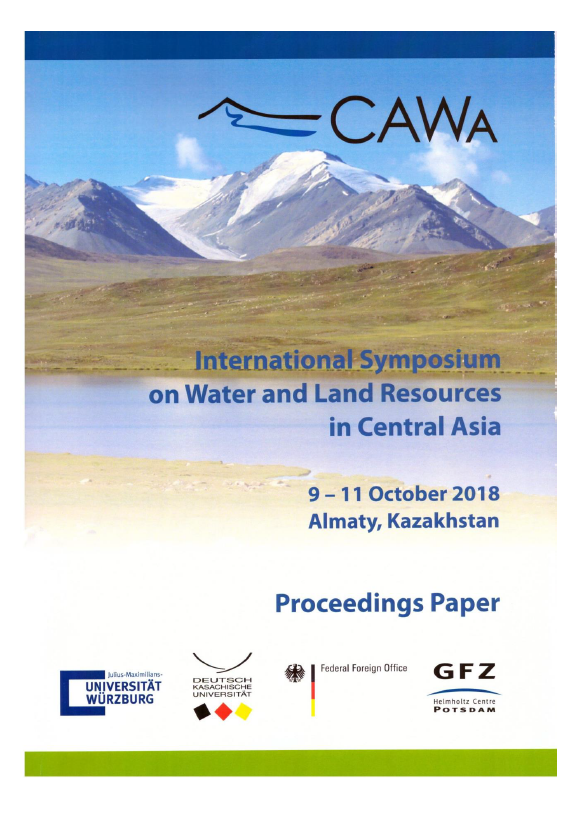 CAWa
International Symposium
on Water and Land Resources
in Central Asia
9 – 11 October 2018
Almaty, Kazakhstan
Proceedings Paper
Julius-Maximilians-
UNIVERSITÄT
WÜRZBURG
DEUTSCH
KASACHISCHE
UNIVERSITÄT
Federal Foreign Office
GFZ
Helmholtz Centre
POTSDAM